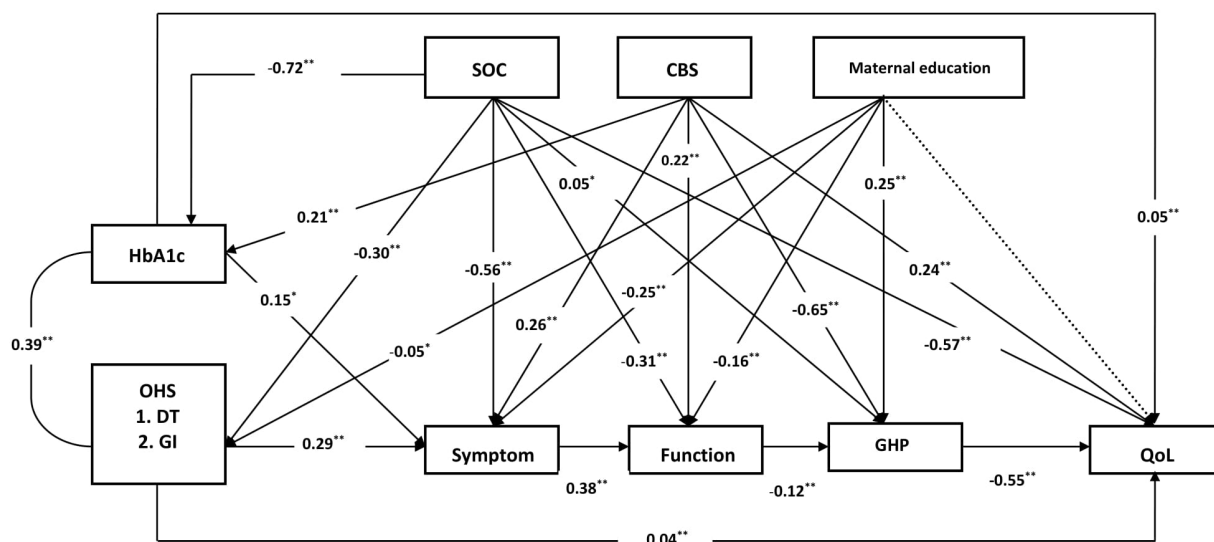 SOC
CBS
Maternal education
-0.72**
0.05*
0.22**
0.25**
0.21**
0.05**
HbA1c
-0.30**
-0.56**
0.24**
0.15*
-0.25**
-0.65**
0.26**
0.39**
-0.05*
-0.31**
-0.16**
-0.57**
OHS
1. DT
2. GI
0.29**
Symptom
Function
GHP
QoL
0.38**
-0.12**
-0.55**
0.04**